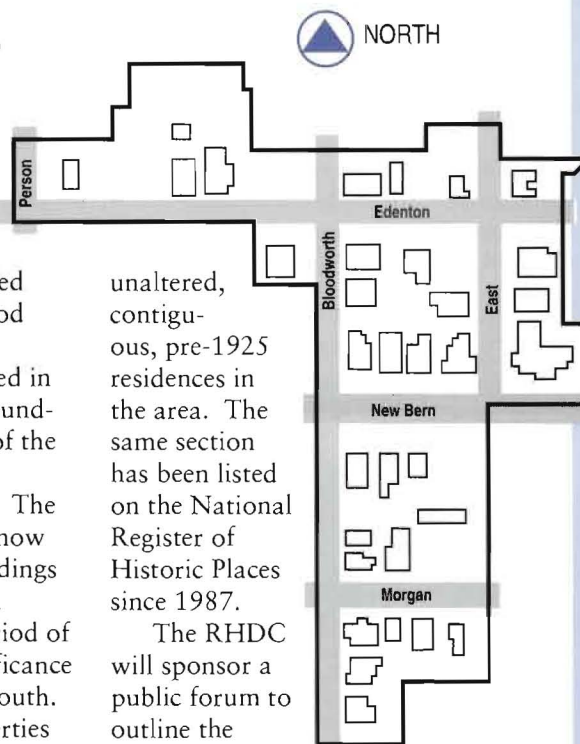 NORTH
Person
Edenton
Bloodworth
East
New Bern
Morgan
ed
od
ed in
und-
of the
The
now
dings
iod of
ficance
outh.
erties
unaltered,
contigu-
ous, pre-1925
residences in
the area. The
same section
has been listed
on the National
Register of
Historic Places
since 1987.
The RHDC
will sponsor a
public forum to
outline the